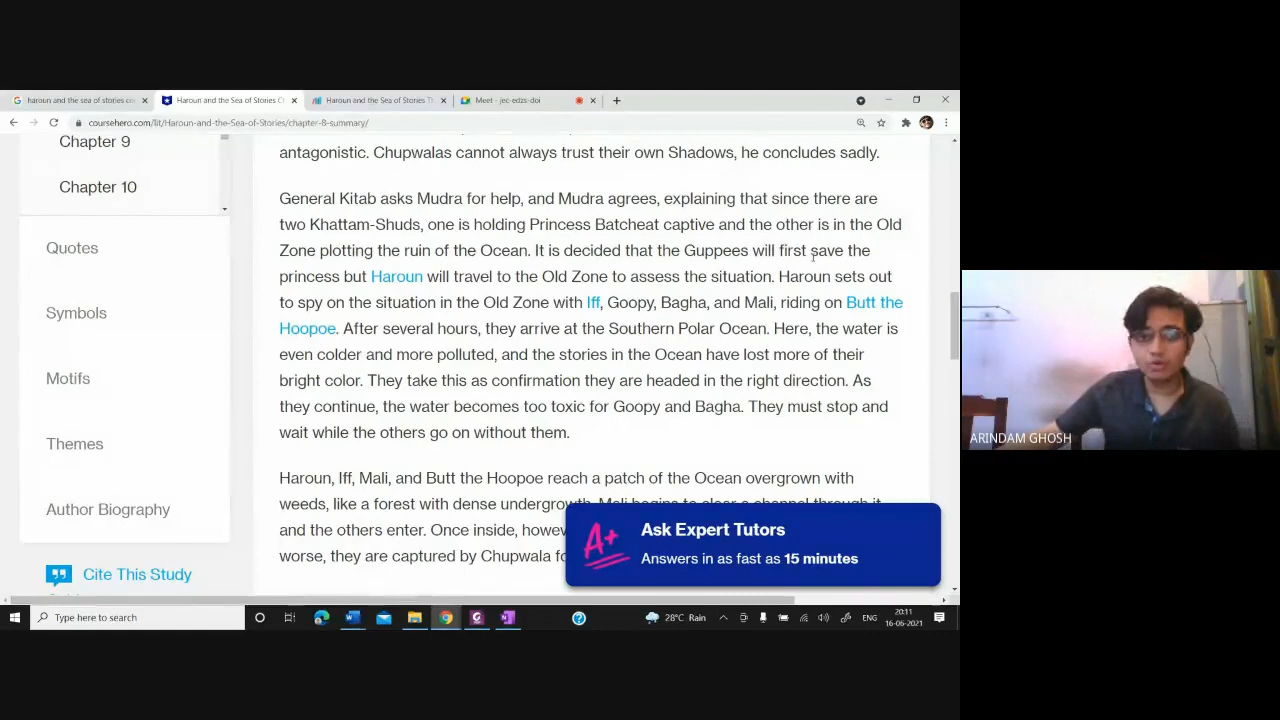 haroun and the sea of stories co
Haroun and the Sea of Stories Ch
Haroun and the Sea of Stories Th
Meet - jec-edzs-doi
coursehero.com/lit/Haroun-and-the-Sea-of-Stories/chapter-8-summary/
Chapter 9
Chapter 10
Quotes
Symbols
Motifs
Themes
Author Biography
Cite This Study
antagonistic. Chupwalas cannot always trust their own Shadows, he concludes sadly.
General Kitab asks Mudra for help, and Mudra agrees, explaining that since there are
two Khattam-Shuds, one is holding Princess Batcheat captive and the other is in the Old
Zone plotting the ruin of the Ocean. It is decided that the Guppees will first save the
princess but Haroun will travel to the Old Zone to assess the situation. Haroun sets out
to spy on the situation in the Old Zone with Iff, Goopy, Bagha, and Mali, riding on Butt the
Hoopoe. After several hours, they arrive at the Southern Polar Ocean. Here, the water is
even colder and more polluted, and the stories in the Ocean have lost more of their
bright color. They take this as confirmation they are headed in the right direction. As
they continue, the water becomes too toxic for Goopy and Bagha. They must stop and
wait while the others go on without them.
Haroun, Iff, Mali, and Butt the Hoopoe reach a patch of the Ocean overgrown with
weeds, like a forest with dense undergrowth. Mali begins to clear a channel through it
and the others enter. Once inside, howev
worse, they are captured by Chupwala fo
A+
Ask Expert Tutors
Answers in as fast as 15 minutes
ARINDAM GHOSH
Type here to search
28°C Rain
ENG
20:11
16-06-2021